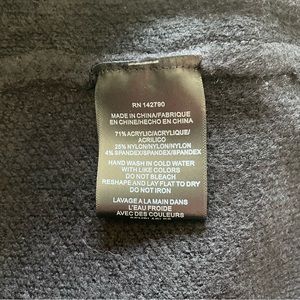 RN 142790
MADE IN CHINA/FABRIQUE
EN CHINE/HECHO EN CHINA
71% ACRYLIC/ACRYLIQUE/
ACRILICO
25% NYLON/NYLON/NYLON
4% SPANDEX/SPANDEX/SPANDEX
HAND WASH IN COLD WATER
WITH LIKE COLORS
DO NOT BLEACH
RESHAPE AND LAY FLAT TO DRY
DO NOT IRON
LAVAGE A LA MAIN DANS
L'EAU FROIDE
AVEC DES COULEURS